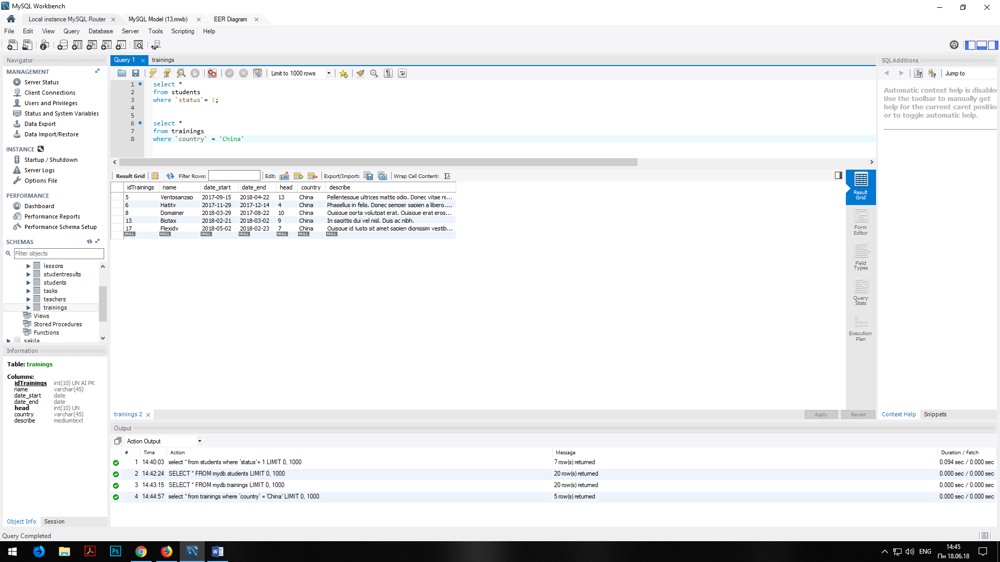 MySQL Workbench
Local instance MySQL Router
MySQL Model (13.mwb)
EER Diagram
File Edit View Query Database Server Tools Scripting Help
Navigator
MANAGEMENT
Server Status
Client Connections
Users and Privileges
Status and System Variables
Data Export
Data Import/Restore
INSTANCE
Startup / Shutdown
Server Logs
Options File
PERFORMANCE
Dashboard
Performance Reports
Performance Schema Setup
SCHEMAS
Filter objects
lessons
studentresults
students
tasks
teachers
trainings
Views
Stored Procedures
Functions
sakila
Information
Table: trainings
Columns:
idTrainings int(10) UN AI PK
name varchar(45)
date_start date
date_end date
head int(10) UN
country varchar(45)
describe mediumtext
Object Info Session
Query 1 trainings
Limit to 1000 rows
1 select *
2 from students
3 where `status`= 1;
4
5
6 select *
7 from trainings
8 where `country` = 'China'
Result Grid Filter Rows: Edit: Export/Import: Wrap Cell Content:
idTrainings name date_start date_end head country describe
5 Ventosanzap 2017-09-15 2018-04-22 13 China Pellentesque ultrices mattis odio. Donec vitae ni...
6 Hatity 2017-11-29 2017-12-14 4 China Phasellus in felis. Donec semper sapien a libero....
8 Domainer 2018-03-29 2017-08-22 10 China Quisque porta volutpat erat. Quisque erat eros...
13 Bigtax 2018-02-21 2018-03-02 9 China In sagittis dui vel nisl. Duis ac nibh.
17 Flexidy 2018-05-02 2018-02-23 7 China Quisque id justo sit amet sapien dignissim vestib...
NULL NULL NULL NULL NULL NULL NULL
Result Grid
Form Editor
Field Types
Query Stats
Execution Plan
trainings 2
Apply Revert
Output
Action Output
# Time Action Message Duration / Fetch
1 14:40:03 select * from students where `status`= 1 LIMIT 0, 1000 7 row(s) returned 0.094 sec / 0.000 sec
2 14:42:24 SELECT * FROM mydb.students LIMIT 0, 1000 20 row(s) returned 0.000 sec / 0.000 sec
3 14:43:15 SELECT * FROM mydb.trainings LIMIT 0, 1000 20 row(s) returned 0.000 sec / 0.000 sec
4 14:44:57 select * from trainings where `country` = 'China' LIMIT 0, 1000 5 row(s) returned 0.000 sec / 0.000 sec
SQLAdditions
Jump to
Automatic context help is disabled
Use the toolbar to manually get
help for the current caret position
or to toggle automatic help.
Context Help Snippets
Query Completed
Ps
ENG
14:45
Пн 18.06.18